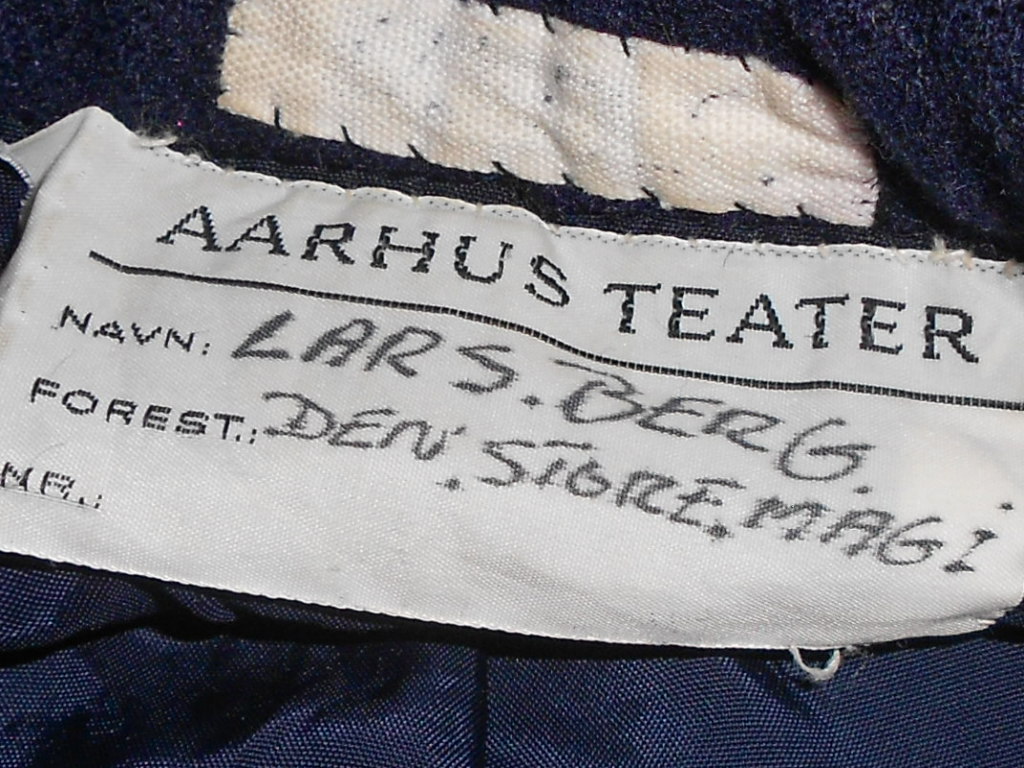 AARHUS TEATER
NAVN: LARS. BERG.
FOREST.: DEN. STORE. MAGI
NR.: